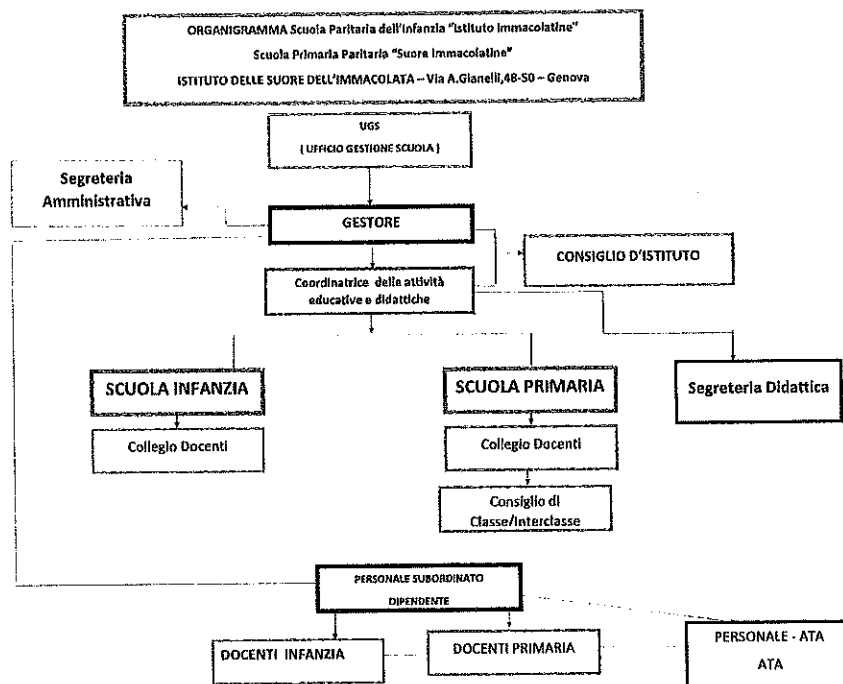 ORGANIGRAMMA Scuola Paritaria dell'Infanzia "Istituto Immacolatine"
Scuola Primaria Paritaria "Suore Immacolatine"
ISTITUTO DELLE SUORE DELL'IMMACOLATA – Via A.Gianelli,48-50 – Genova
UGS
( UFFICIO GESTIONE SCUOLA )
Segreteria
Amministrativa
GESTORE
CONSIGLIO D'ISTITUTO
Coordinatrice delle attività
educative e didattiche
SCUOLA INFANZIA
SCUOLA PRIMARIA
Segreteria Didattica
Collegio Docenti
Collegio Docenti
Consiglio di
Classe/Interclasse
PERSONALE SUBORDINATO
DIPENDENTE
DOCENTI INFANZIA
DOCENTI PRIMARIA
PERSONALE - ATA
ATA